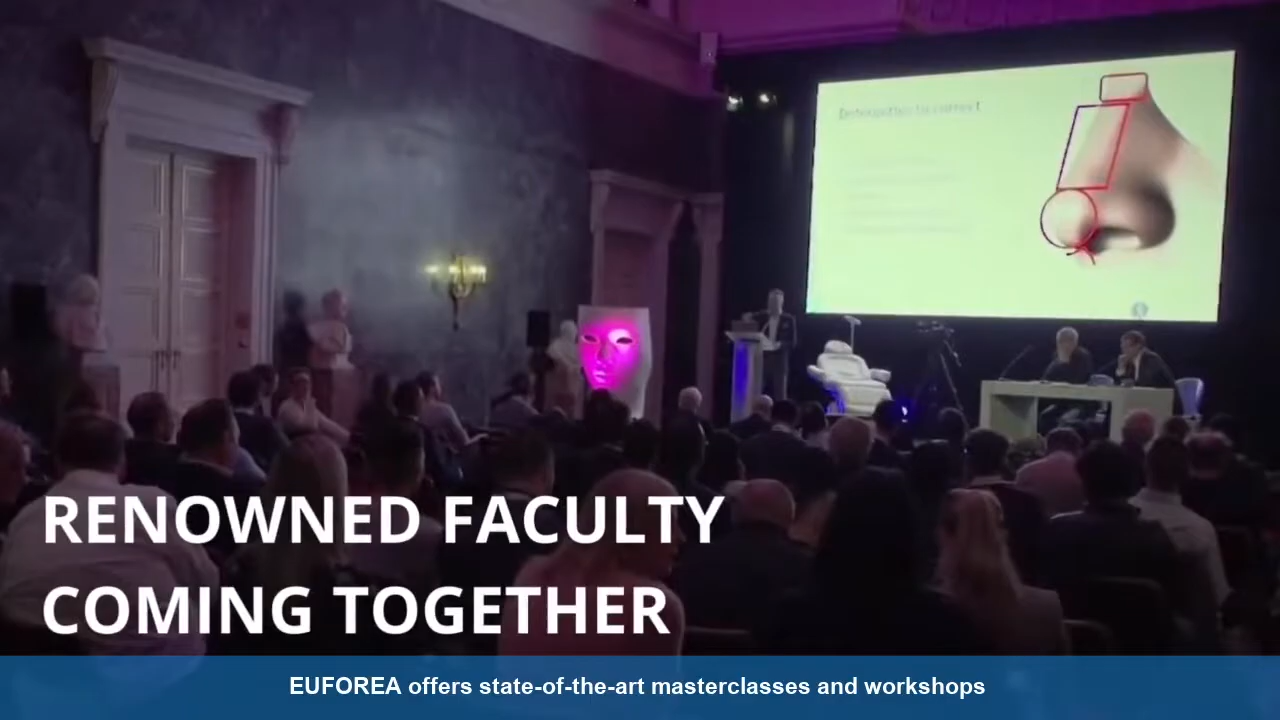 RENOWNED FACULTY
COMING TOGETHER
EUFOREA offers state-of-the-art masterclasses and workshops